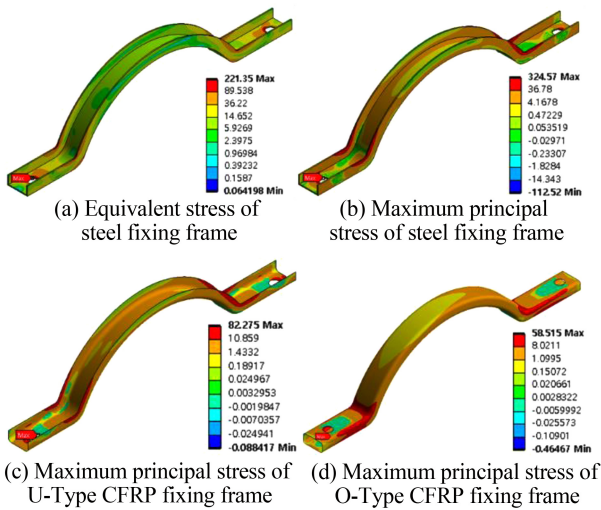 221.35 Max
89.538
36.22
14.652
5.9269
2.3975
0.96984
0.39232
0.1587
0.064198 Min
Max
(a) Equivalent stress of
steel fixing frame
324.57 Max
36.78
4.1678
0.47229
0.053519
-0.02971
-0.23307
-1.8284
-14.343
-112.52 Min
Max
(b) Maximum principal
stress of steel fixing frame
82.275 Max
10.859
1.4332
0.18917
0.024967
0.0032953
-0.0019847
-0.0070357
-0.024941
-0.088417 Min
Max
(c) Maximum principal stress of
U-Type CFRP fixing frame
58.515 Max
8.0211
1.0995
0.15072
0.020661
0.0028322
-0.0059992
-0.025573
-0.10901
-0.46467 Min
Max
(d) Maximum principal stress of
O-Type CFRP fixing frame